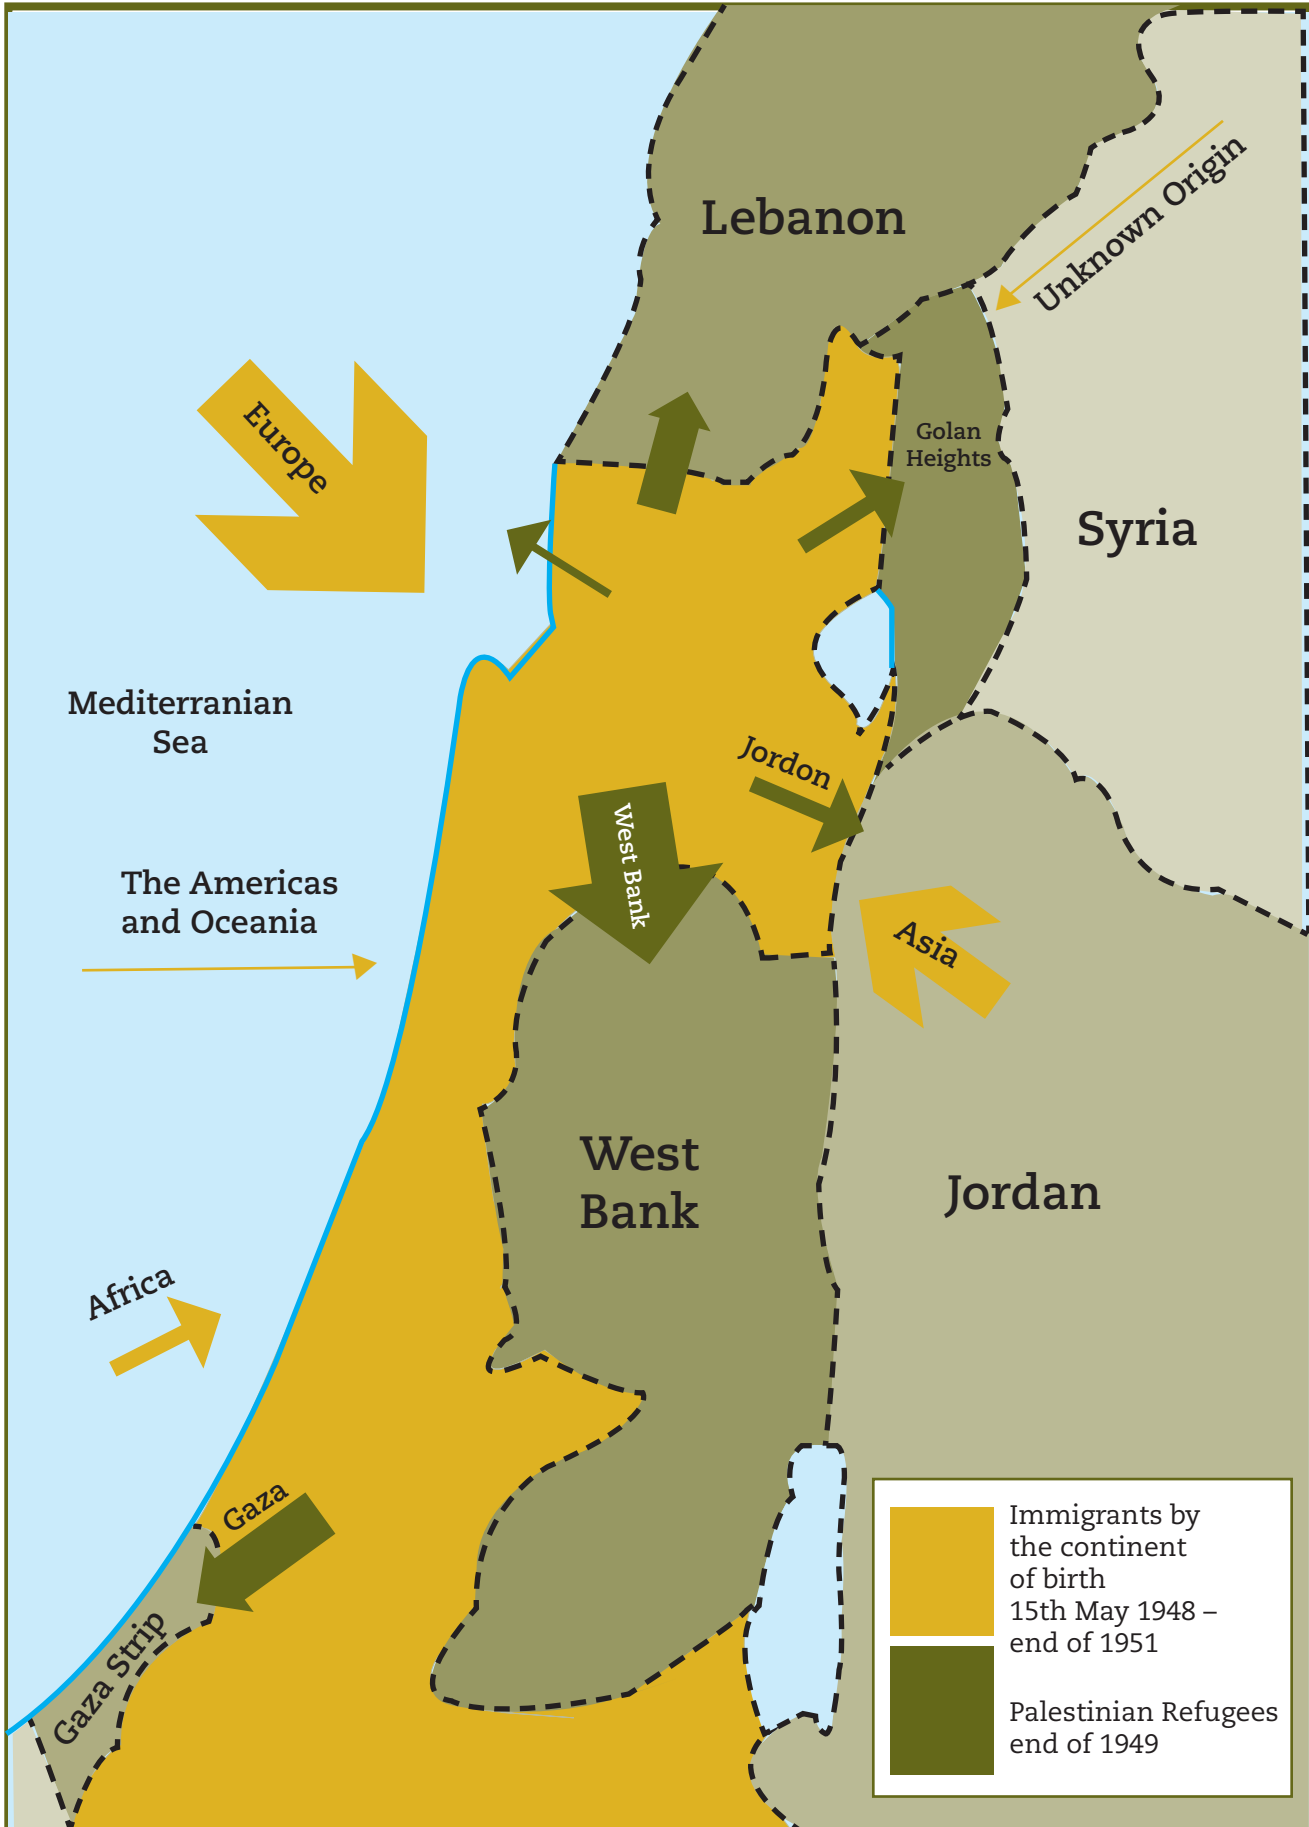 Lebanon
Unknown Origin
Europe
Golan
Heights
Syria
Mediterranian
Sea
Jordon
West Bank
The Americas
and Oceania
Asia
West
Bank
Jordan
Africa
Gaza
Gaza Strip
Immigrants by
the continent
of birth
15th May 1948 –
end of 1951
Palestinian Refugees
end of 1949